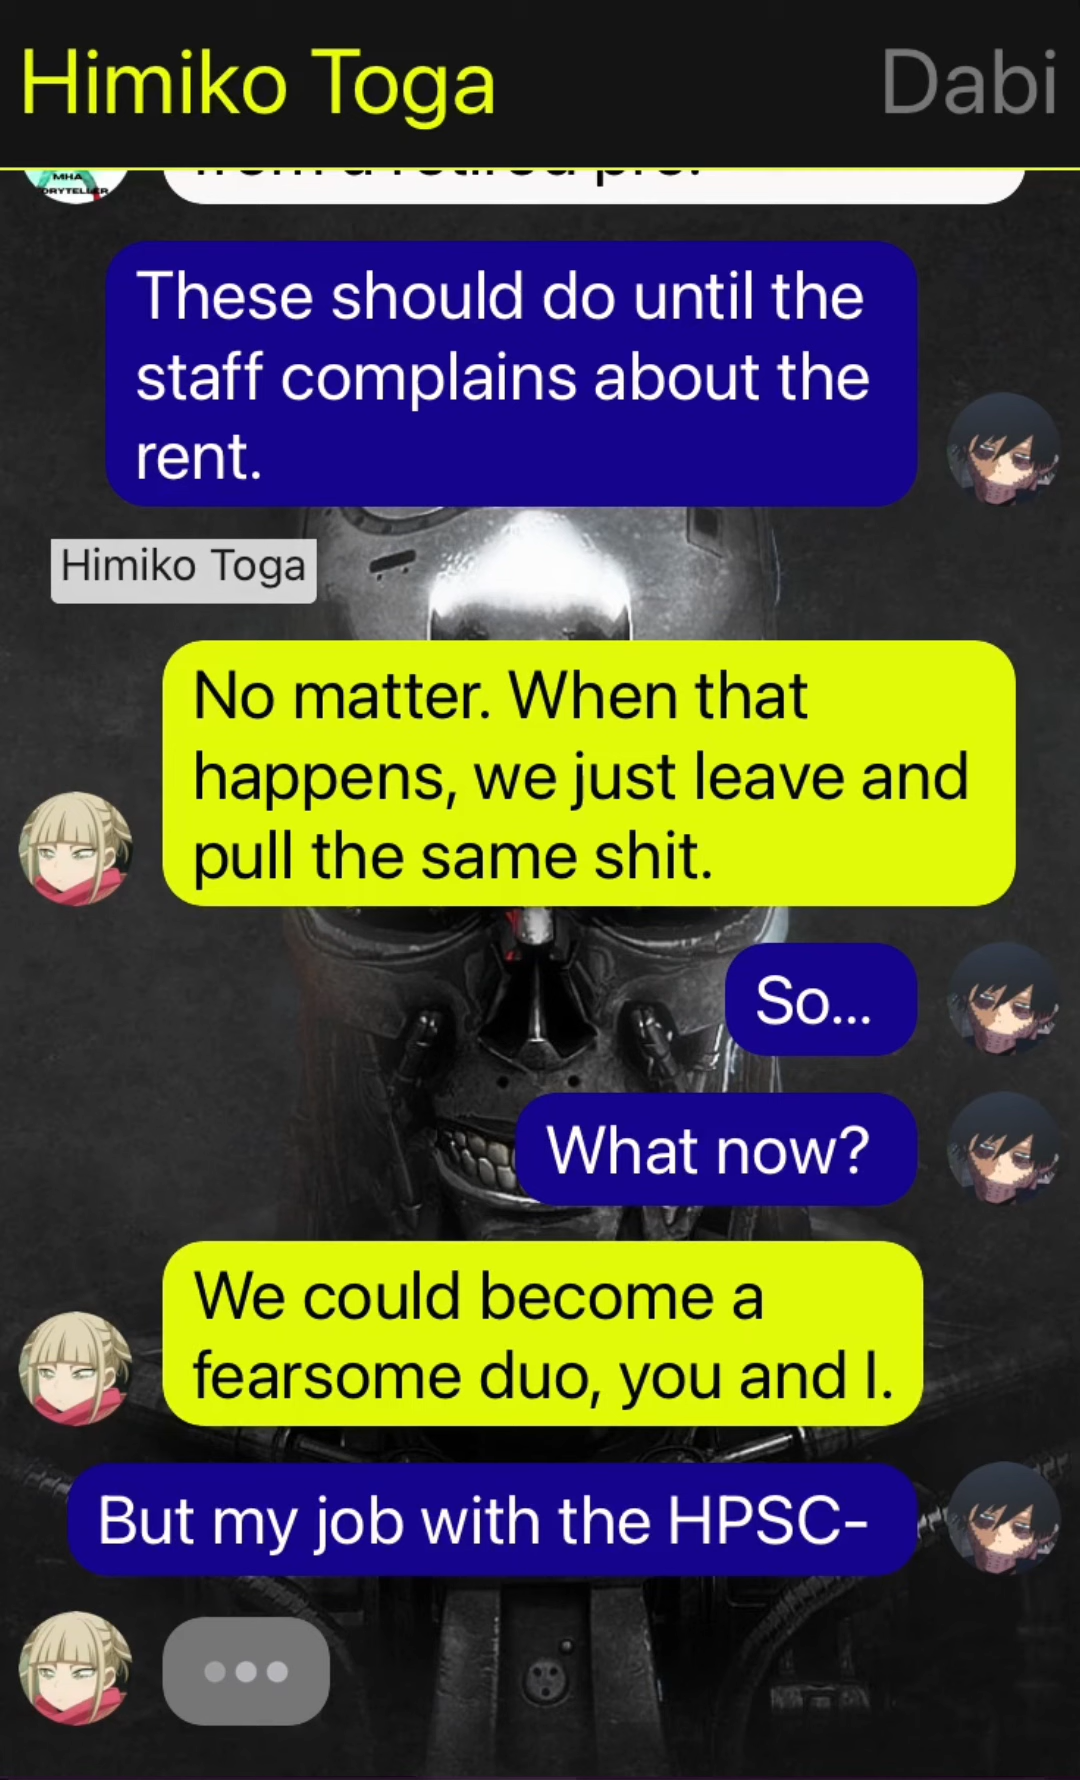 Himiko Toga
Dabi
MHA
These should do until the
staff complains about the
rent.
Himiko Toga
No matter. When that
happens, we just leave and
pull the same shit.
So...
What now?
We could become a
fearsome duo, you and I.
But my job with the HPSC-